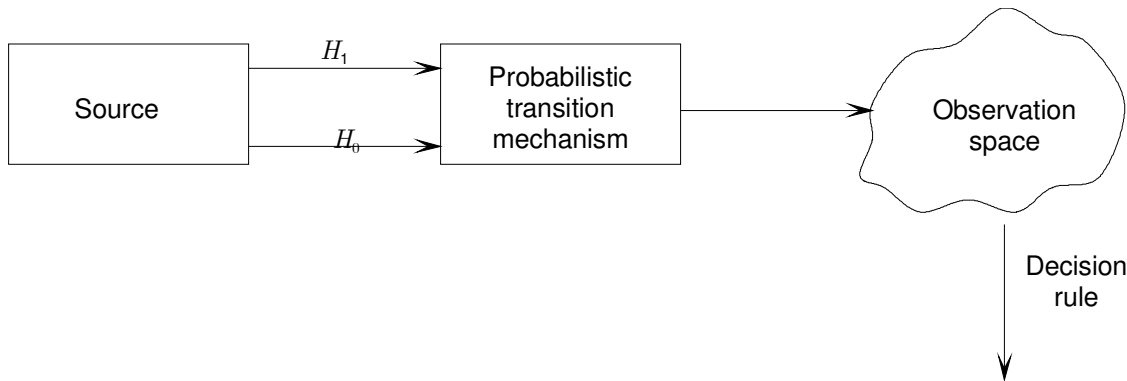 H₁
Source
H₀
Probabilistic
transition
mechanism
Observation
space
Decision
rule